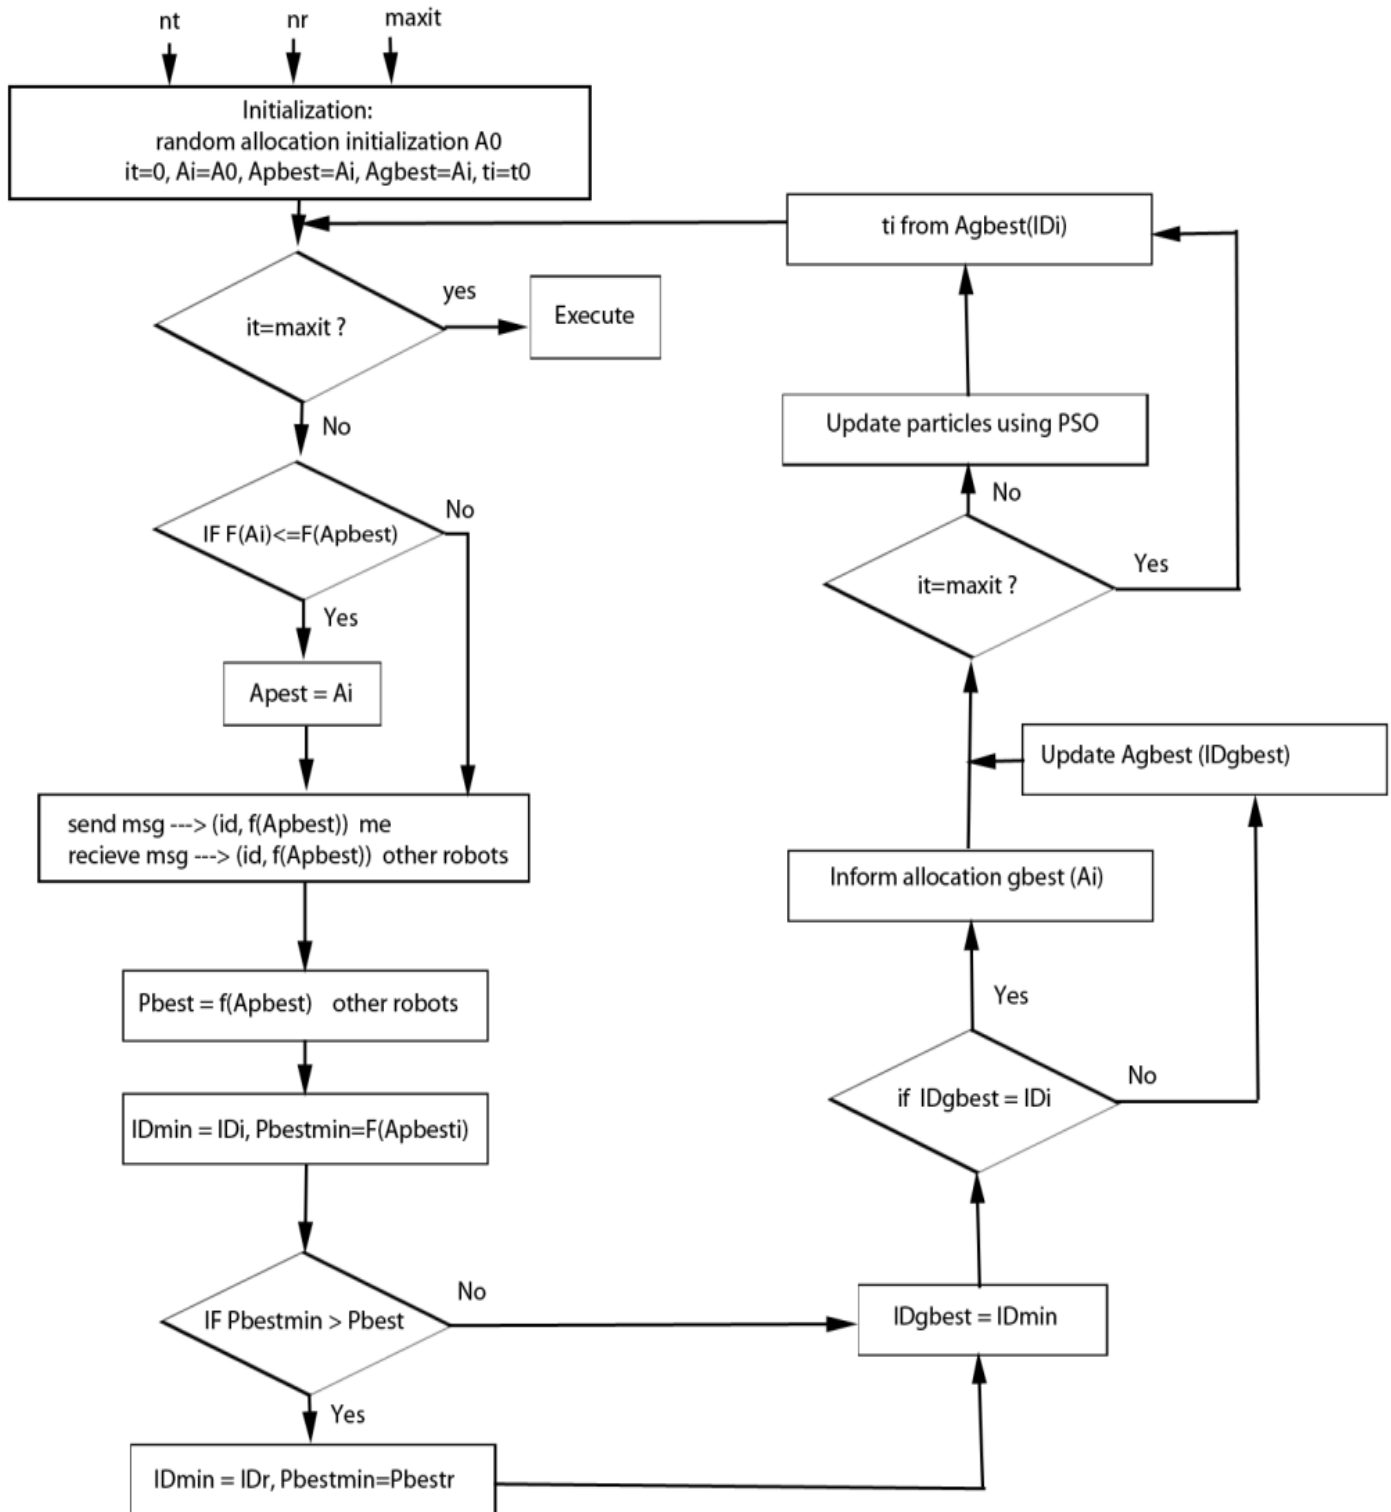 nt
nr
maxit
Initialization:
random allocation initialization A0
it=0, Ai=A0, Apbest=Ai, Agbest=Ai, ti=t0
it=maxit ?
yes
Execute
No
IF F(Ai)<=F(Apbest)
No
Yes
Apest = Ai
send msg ---> (id, f(Apbest)) me
recieve msg ---> (id, f(Apbest)) other robots
Pbest = f(Apbest) other robots
IDmin = IDi, Pbestmin=F(Apbesti)
IF Pbestmin > Pbest
No
Yes
IDmin = IDr, Pbestmin=Pbestr
IDgbest = IDmin
if IDgbest = IDi
No
Yes
Inform allocation gbest (Ai)
Update Agbest (IDgbest)
it=maxit ?
Yes
No
Update particles using PSO
ti from Agbest(IDi)